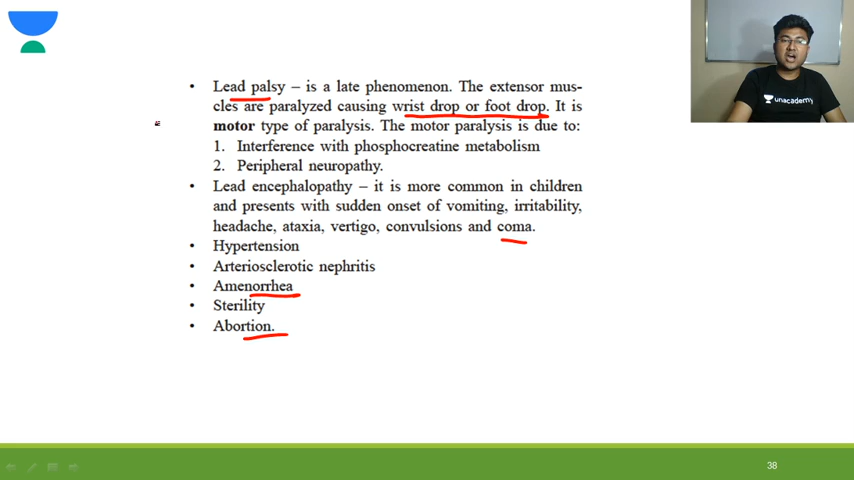 • Lead palsy – is a late phenomenon. The extensor mus-
cles are paralyzed causing wrist drop or foot drop. It is
motor type of paralysis. The motor paralysis is due to:
1. Interference with phosphocreatine metabolism
2. Peripheral neuropathy.
• Lead encephalopathy – it is more common in children
and presents with sudden onset of vomiting, irritability,
headache, ataxia, vertigo, convulsions and coma.
• Hypertension
• Arteriosclerotic nephritis
• Amenorrhea
• Sterility
• Abortion.
unacademy
38